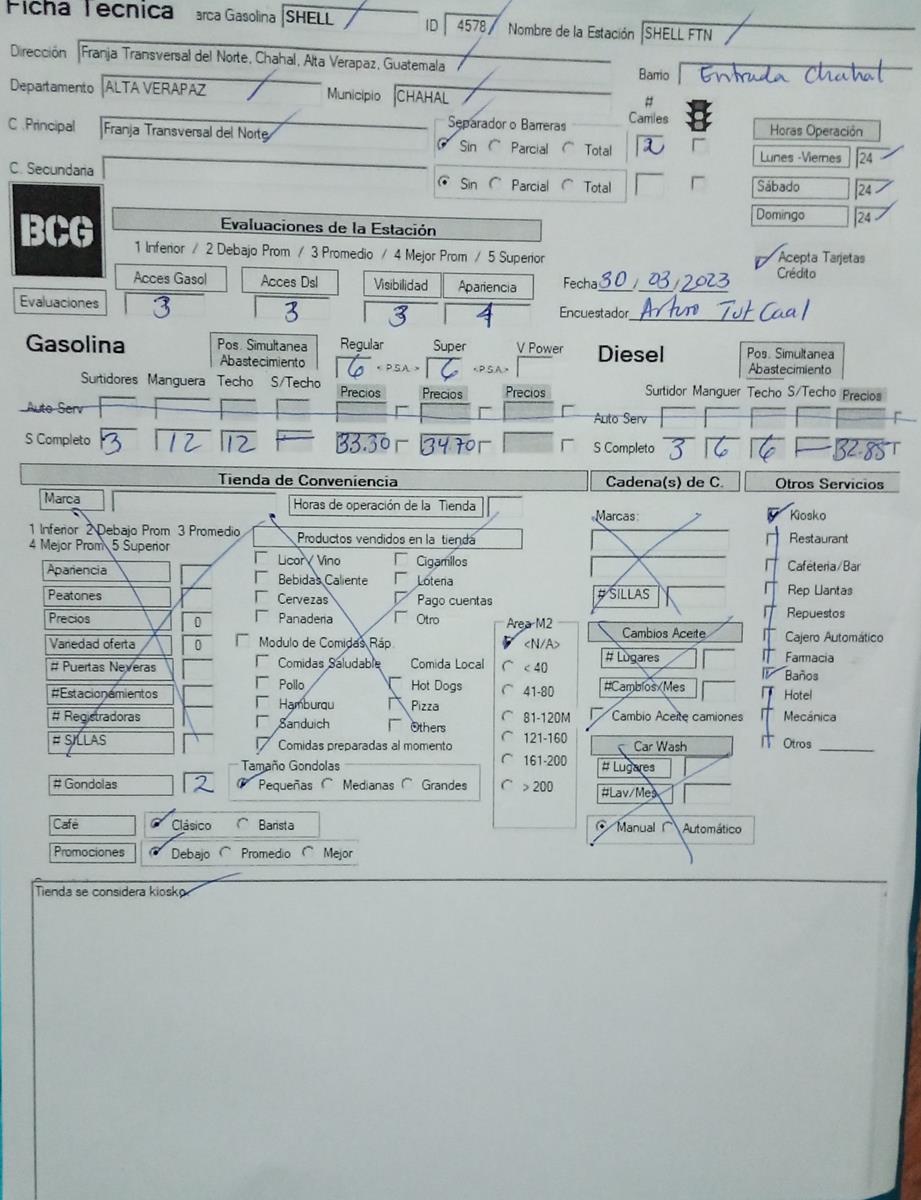 Ficha Tecnica arca Gasolina SHELL ID 4578 Nombre de la Estación SHELL FTN
Dirección Franja Transversal del Norte, Chahal, Alta Verapaz, Guatemala Barrio Entrada Chahal
Departamento ALTA VERAPAZ Municipio CHAHAL # Carriles
C. Principal Franja Transversal del Norte Separador o Barreras Sin Parcial Total 2 Horas Operación
Lunes -Viernes 24
C. Secundaria Sin Parcial Total Sábado 24
Domingo 24
BCG Evaluaciones de la Estación
1 Inferior / 2 Debajo Prom / 3 Promedio / 4 Mejor Prom / 5 Superior Acepta Tarjetas Crédito
Acces Gasol Acces Dsl Visibilidad Apariencia Fecha 30/03/2023
Evaluaciones 3 3 3 4 Encuestador Arturo Tut Caal
Gasolina Pos. Simultanea Abastecimiento Regular Super V Power Diesel Pos. Simultanea Abastecimiento
6 < P.S.A. > 6 <P.S.A>
Surtidores Manguera Techo S/Techo Precios Precios Precios Surtidor Manguer Techo S/Techo Precios
Auto Serv Auto Serv
S Completo 3 12 12 — 33.30 34.70 S Completo 3 6 6 — 32.85
Tienda de Conveniencia Cadena(s) de C. Otros Servicios
Marca Horas de operación de la Tienda Marcas: Kiosko
1 Inferior 2 Debajo Prom 3 Promedio Productos vendidos en la tienda Restaurant
4 Mejor Prom 5 Superior
Licor / Vino Cigarrillos
Apariencia Bebidas Caliente Loteria Cafeteria/Bar
Peatones Cervezas Pago cuentas # SILLAS Rep Llantas
Precios 0 Panaderia Otro Area M2 Repuestos
Variedad oferta 0 Modulo de Comidas Ráp. <N/A> Cambios Aceite Cajero Automático
# Puertas Neveras Comidas Saludable Comida Local < 40 # Lugares Farmacia
#Estacionamientos Pollo Hot Dogs 41-80 #Cambios/Mes Baños
Hotel
# Registradoras Hamburgu Pizza 81-120M Cambio Aceite camiones Mecánica
# SILLAS Sanduich Others 121-160 Car Wash Otros
Comidas preparadas al momento 161-200 # Lugares
Tamaño Gondolas
# Gondolas 2 Pequeñas Medianas Grandes > 200 #Lav/Mes
Café Clásico Barista Manual Automático
Promociones Debajo Promedio Mejor
Tienda se considera kiosko